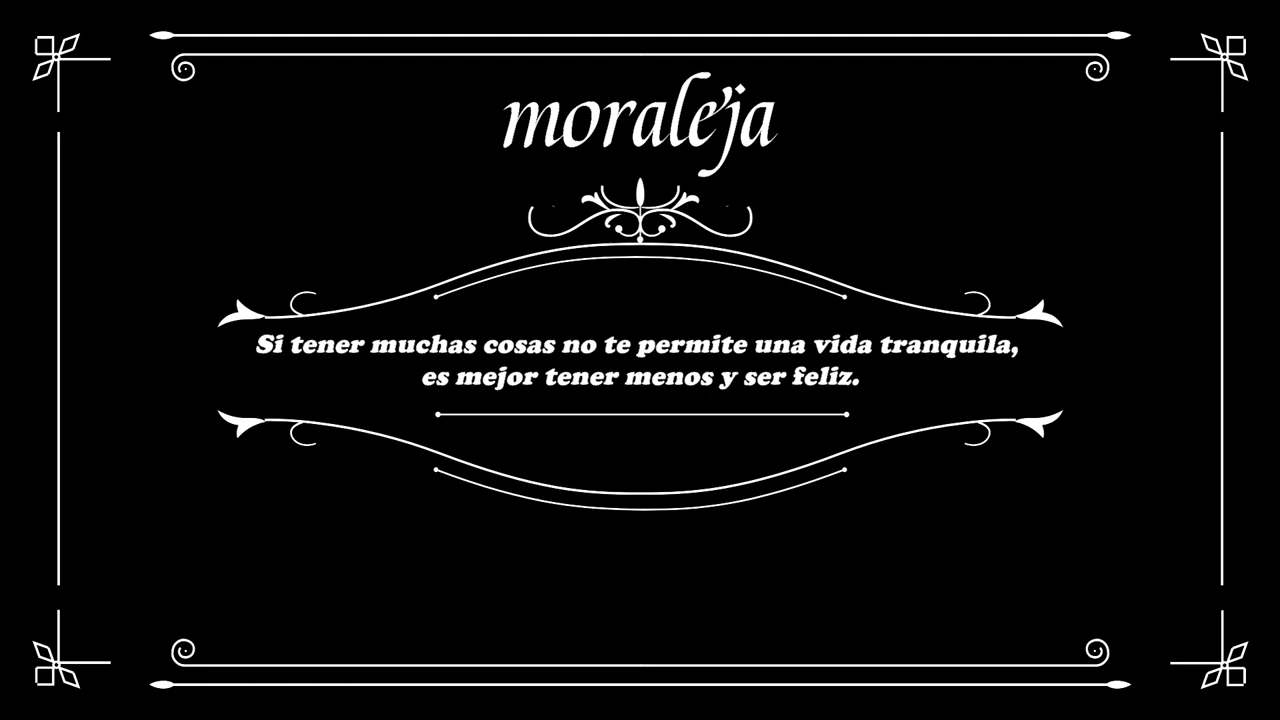 moraleja
Si tener muchas cosas no te permite una vida tranquila,
es mejor tener menos y ser feliz.